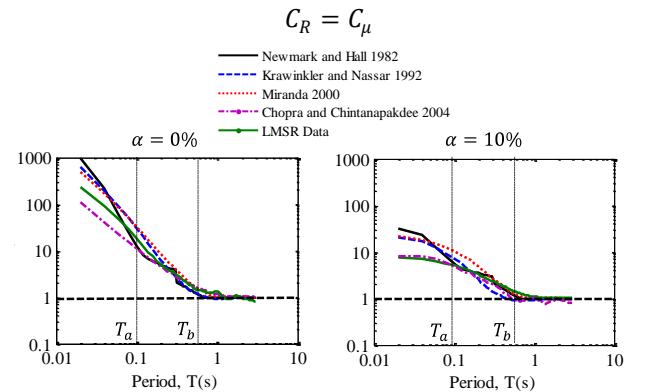 C_R = C_μ
Newmark and Hall 1982
Krawinkler and Nassar 1992
Miranda 2000
Chopra and Chintanapakdee 2004
LMSR Data
α = 0%
α = 10%
1000
100
10
1
0.1
T_a
T_b
0.01
0.1
1
10
Period, T(s)
1000
100
10
1
0.1
T_a
T_b
0.01
0.1
1
10
Period, T(s)